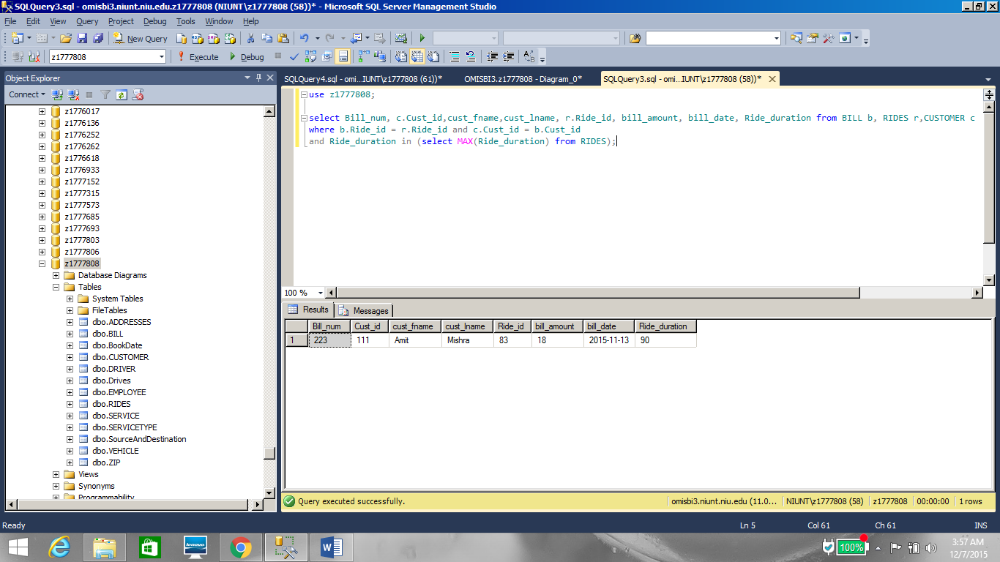 SQLQuery3.sql - omisbi3.niunt.niu.edu.z1777808 (NIUNT\z1777808 (58))* - Microsoft SQL Server Management Studio
File Edit View Query Project Debug Tools Window Help
New Query
z1777808 Execute Debug
Object Explorer
Connect
z1776017
z1776136
z1776252
z1776262
z1776618
z1776933
z1777152
z1777315
z1777573
z1777685
z1777693
z1777803
z1777806
z1777808
Database Diagrams
Tables
System Tables
FileTables
dbo.ADDRESSES
dbo.BILL
dbo.BookDate
dbo.CUSTOMER
dbo.DRIVER
dbo.Drives
dbo.EMPLOYEE
dbo.RIDES
dbo.SERVICE
dbo.SERVICETYPE
dbo.SourceAndDestination
dbo.VEHICLE
dbo.ZIP
Views
Synonyms
Programmability
SQLQuery4.sql - omi...IUNT\z1777808 (61))* OMISBI3.z1777808 - Diagram_0* SQLQuery3.sql - omi...IUNT\z1777808 (58))*
use z1777808;
select Bill_num, c.Cust_id,cust_fname,cust_lname, r.Ride_id, bill_amount, bill_date, Ride_duration from BILL b, RIDES r,CUSTOMER c
where b.Ride_id = r.Ride_id and c.Cust_id = b.Cust_id
and Ride_duration in (select MAX(Ride_duration) from RIDES);
100 %
Results Messages
Bill_num Cust_id cust_fname cust_lname Ride_id bill_amount bill_date Ride_duration
1 223 111 Amit Mishra 83 18 2015-11-13 90
Query executed successfully. omisbi3.niunt.niu.edu (11.0... NIUNT\z1777808 (58) z1777808 00:00:00 1 rows
Ready Ln 5 Col 61 Ch 61 INS
lenovo
100%
3:57 AM
12/7/2015